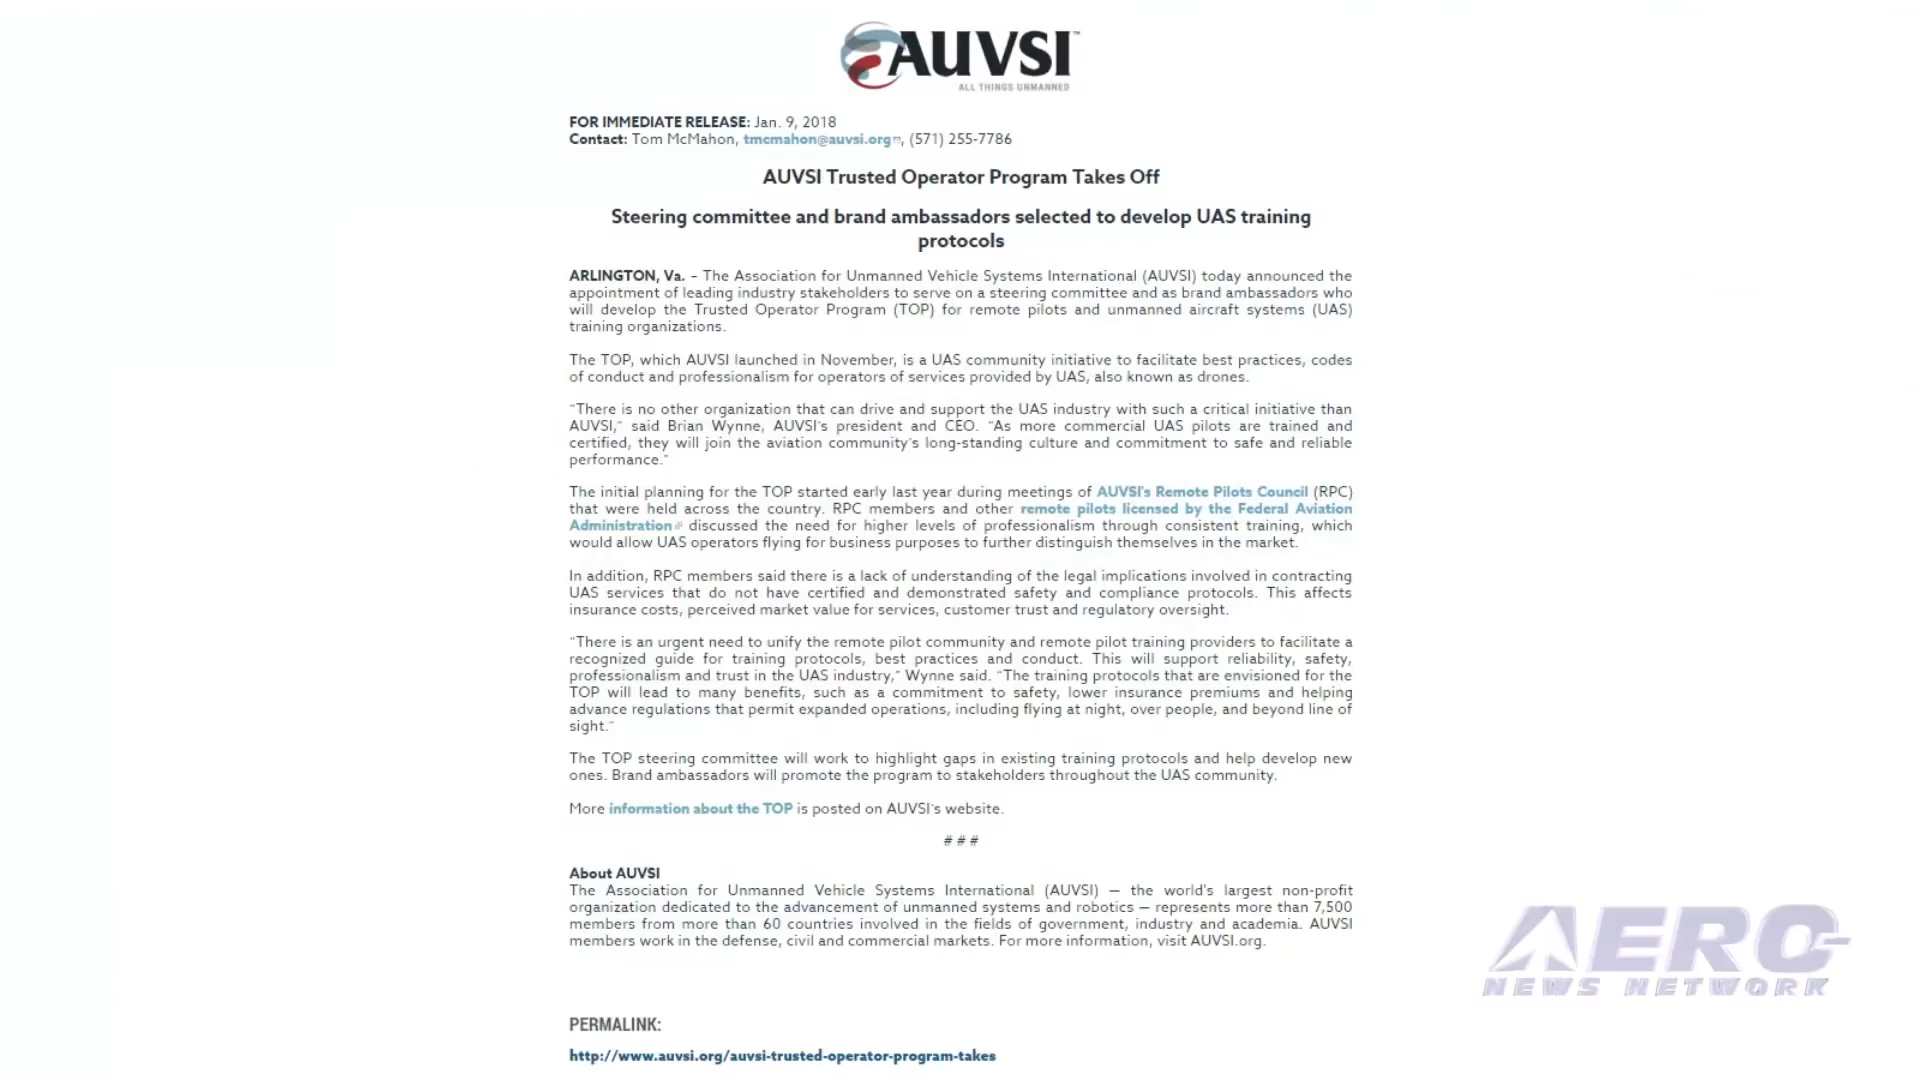 AUVSI™
ALL THINGS UNMANNED
FOR IMMEDIATE RELEASE: Jan. 9, 2018
Contact: Tom McMahon, tmcmahon@auvsi.org, (571) 255-7786
AUVSI Trusted Operator Program Takes Off
Steering committee and brand ambassadors selected to develop UAS training
protocols
ARLINGTON, Va. – The Association for Unmanned Vehicle Systems International (AUVSI) today announced the
appointment of leading industry stakeholders to serve on a steering committee and as brand ambassadors who
will develop the Trusted Operator Program (TOP) for remote pilots and unmanned aircraft systems (UAS)
training organizations.
The TOP, which AUVSI launched in November, is a UAS community initiative to facilitate best practices, codes
of conduct and professionalism for operators of services provided by UAS, also known as drones.
“There is no other organization that can drive and support the UAS industry with such a critical initiative than
AUVSI,” said Brian Wynne, AUVSI’s president and CEO. “As more commercial UAS pilots are trained and
certified, they will join the aviation community’s long-standing culture and commitment to safe and reliable
performance.”
The initial planning for the TOP started early last year during meetings of AUVSI’s Remote Pilots Council (RPC)
that were held across the country. RPC members and other remote pilots licensed by the Federal Aviation
Administration discussed the need for higher levels of professionalism through consistent training, which
would allow UAS operators flying for business purposes to further distinguish themselves in the market.
In addition, RPC members said there is a lack of understanding of the legal implications involved in contracting
UAS services that do not have certified and demonstrated safety and compliance protocols. This affects
insurance costs, perceived market value for services, customer trust and regulatory oversight.
“There is an urgent need to unify the remote pilot community and remote pilot training providers to facilitate a
recognized guide for training protocols, best practices and conduct. This will support reliability, safety,
professionalism and trust in the UAS industry,” Wynne said. “The training protocols that are envisioned for the
TOP will lead to many benefits, such as a commitment to safety, lower insurance premiums and helping
advance regulations that permit expanded operations, including flying at night, over people, and beyond line of
sight.”
The TOP steering committee will work to highlight gaps in existing training protocols and help develop new
ones. Brand ambassadors will promote the program to stakeholders throughout the UAS community.
More information about the TOP is posted on AUVSI’s website.
# # #
About AUVSI
The Association for Unmanned Vehicle Systems International (AUVSI) — the world’s largest non-profit
organization dedicated to the advancement of unmanned systems and robotics — represents more than 7,500
members from more than 60 countries involved in the fields of government, industry and academia. AUVSI
members work in the defense, civil and commercial markets. For more information, visit AUVSI.org.
PERMALINK:
http://www.auvsi.org/auvsi-trusted-operator-program-takes
AERO
NEWS NETWORK